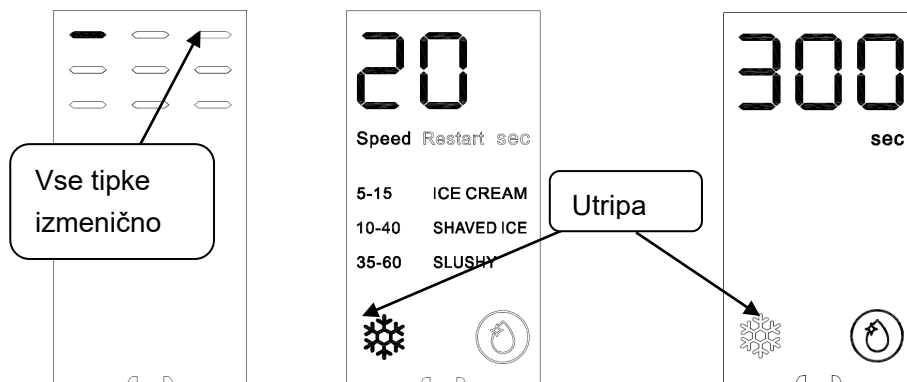 Vse tipke
izmenično
20
Speed Restart sec
5-15 ICE CREAM
10-40 SHAVED ICE
35-60 SLUSHY
Utripa
300
sec